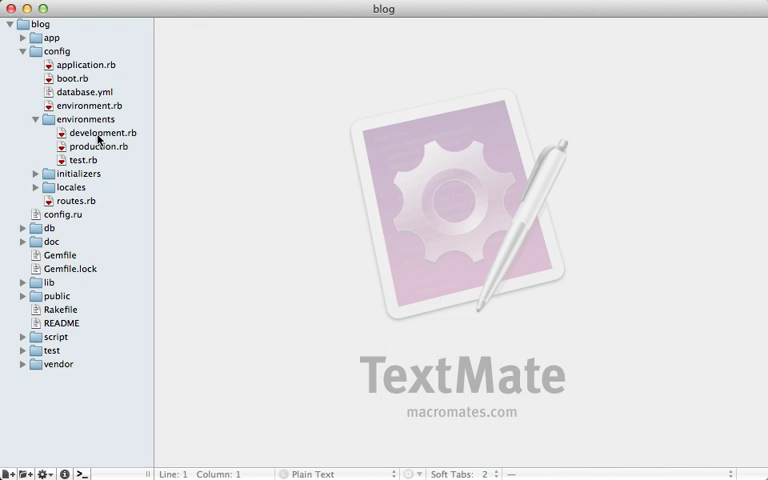 blog
blog
app
config
application.rb
boot.rb
database.yml
environment.rb
environments
development.rb
production.rb
test.rb
initializers
locales
routes.rb
config.ru
db
doc
Gemfile
Gemfile.lock
lib
public
Rakefile
README
script
test
vendor
TextMate
macromates.com
Line: 1 Column: 1
Plain Text
Soft Tabs: 2
—